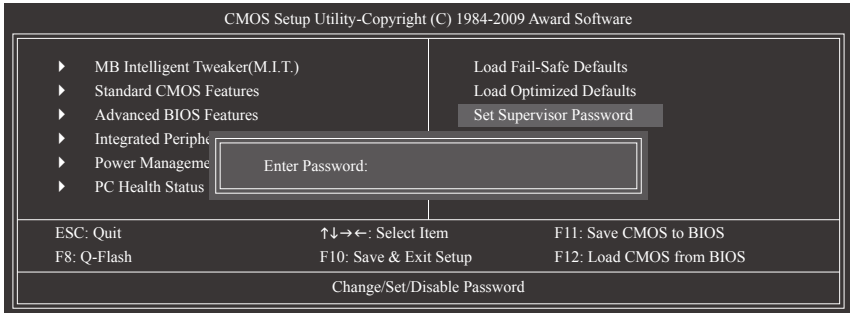 CMOS Setup Utility-Copyright (C) 1984-2009 Award Software
MB Intelligent Tweaker(M.I.T.)
Standard CMOS Features
Advanced BIOS Features
Integrated Periphe
Power Manageme
PC Health Status
Load Fail-Safe Defaults
Load Optimized Defaults
Set Supervisor Password
Enter Password:
ESC: Quit
↑↓→←: Select Item
F11: Save CMOS to BIOS
F8: Q-Flash
F10: Save & Exit Setup
F12: Load CMOS from BIOS
Change/Set/Disable Password